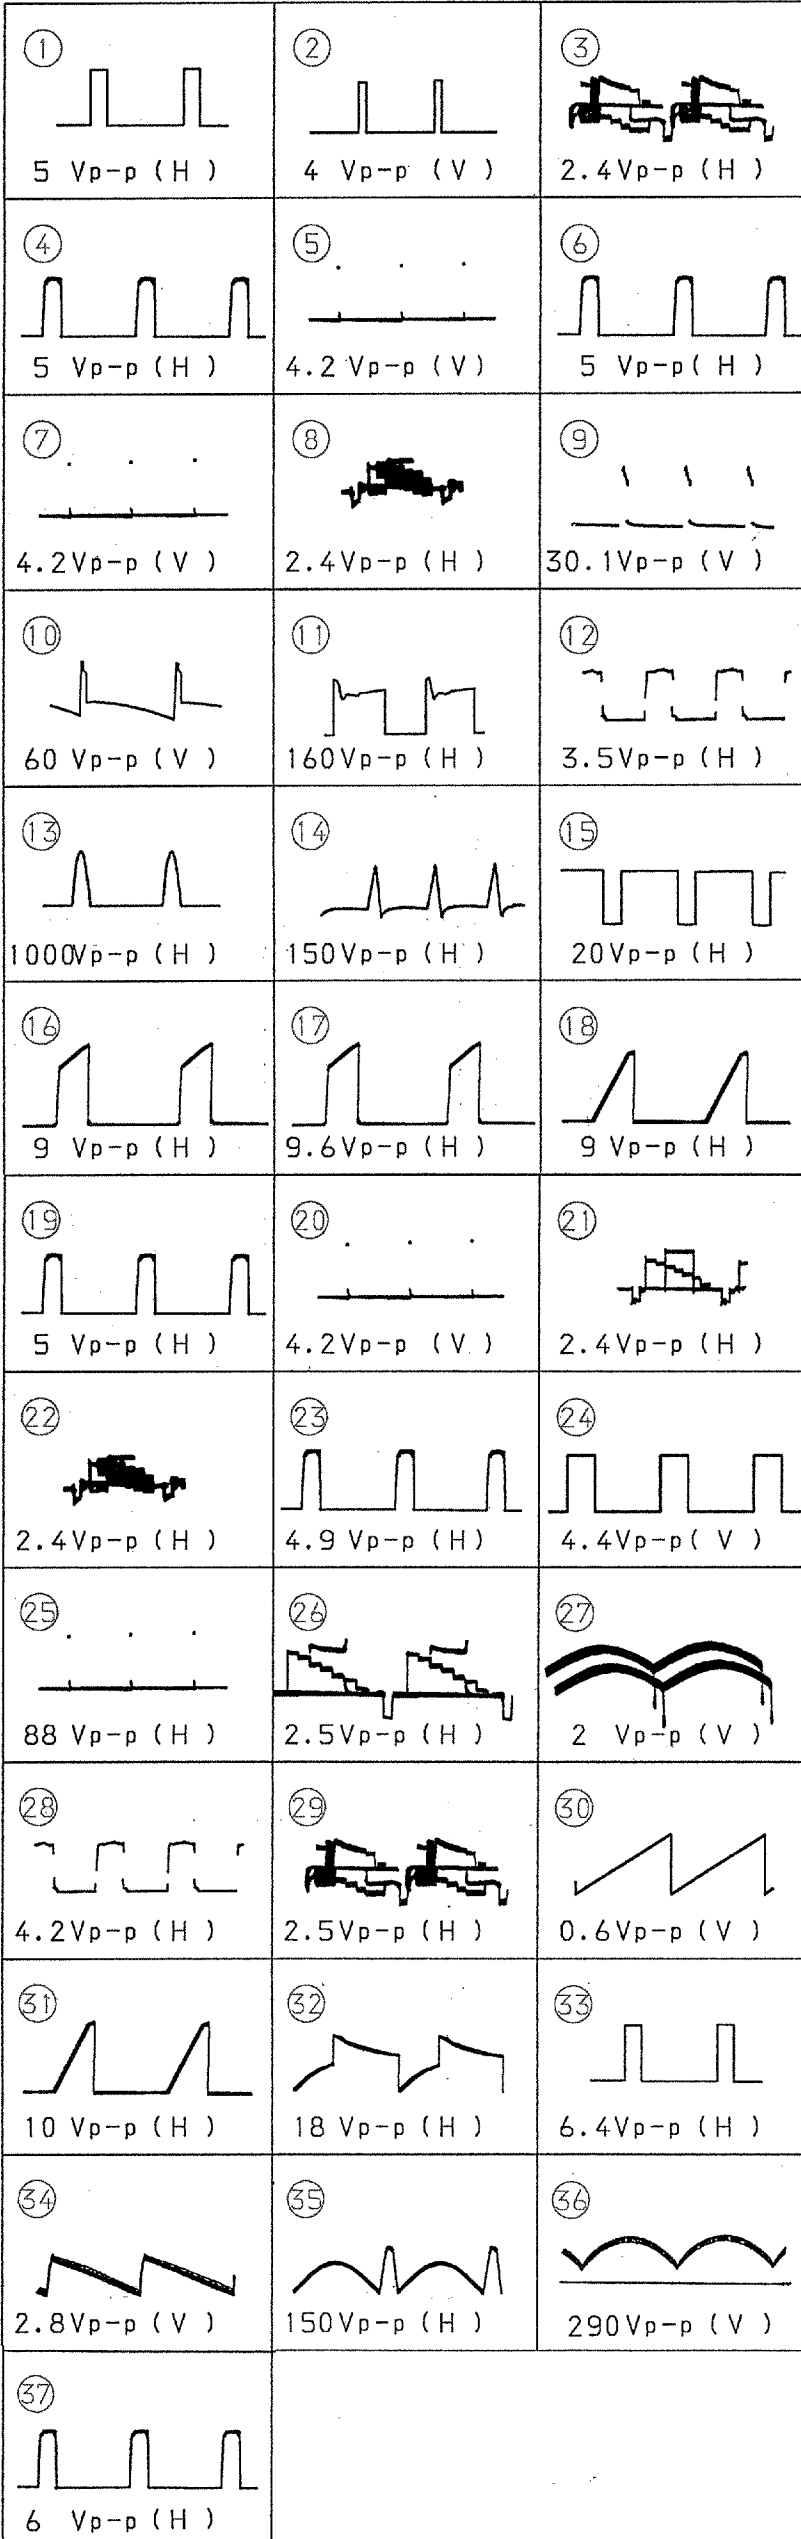 1
5 Vp-p (H)
2
4 Vp-p (V)
3
2.4Vp-p (H)
4
5 Vp-p (H)
5
4.2Vp-p (V)
6
5 Vp-p(H)
7
4.2Vp-p (V)
8
2.4Vp-p (H)
9
30.1Vp-p (V)
10
60 Vp-p (V)
11
160Vp-p (H)
12
3.5Vp-p (H)
13
1000Vp-p (H)
14
150Vp-p (H)
15
20Vp-p (H)
16
9 Vp-p (H)
17
9.6Vp-p (H)
18
9 Vp-p (H)
19
5 Vp-p (H)
20
4.2Vp-p (V)
21
2.4Vp-p (H)
22
2.4Vp-p (H)
23
4.9 Vp-p (H)
24
4.4Vp-p( V)
25
88 Vp-p (H)
26
2.5Vp-p (H)
27
2 Vp-p (V)
28
4.2Vp-p (H)
29
2.5Vp-p (H)
30
0.6Vp-p (V)
31
10 Vp-p (H)
32
18 Vp-p (H)
33
6.4Vp-p (H)
34
2.8Vp-p (V)
35
150Vp-p (H)
36
290Vp-p (V)
37
6 Vp-p (H)